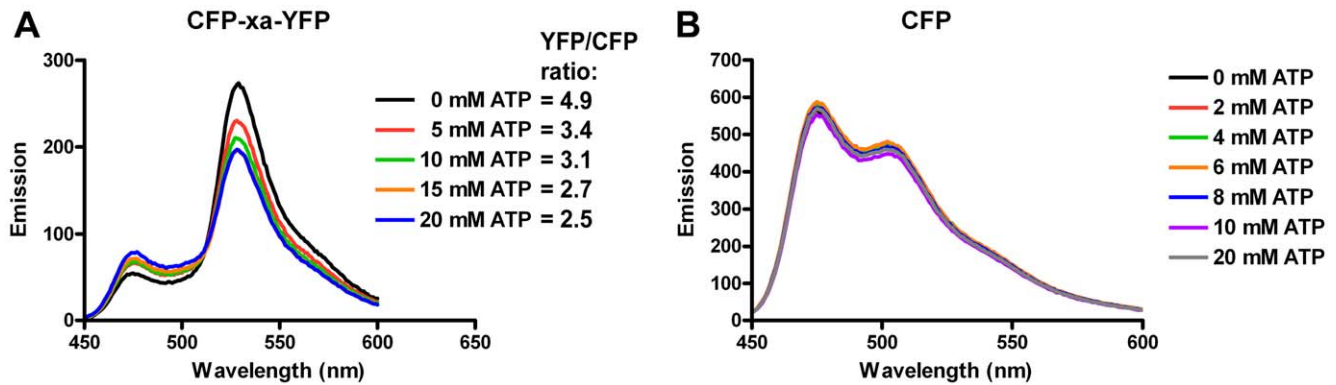 A
CFP-xa-YFP
YFP/CFP
ratio:
0 mM ATP = 4.9
5 mM ATP = 3.4
10 mM ATP = 3.1
15 mM ATP = 2.7
20 mM ATP = 2.5
300
200
100
0
Emission
450 500 550 600 650
Wavelength (nm)
B
CFP
700
600
500
400
300
200
100
0
Emission
450 500 550 600
Wavelength (nm)
0 mM ATP
2 mM ATP
4 mM ATP
6 mM ATP
8 mM ATP
10 mM ATP
20 mM ATP